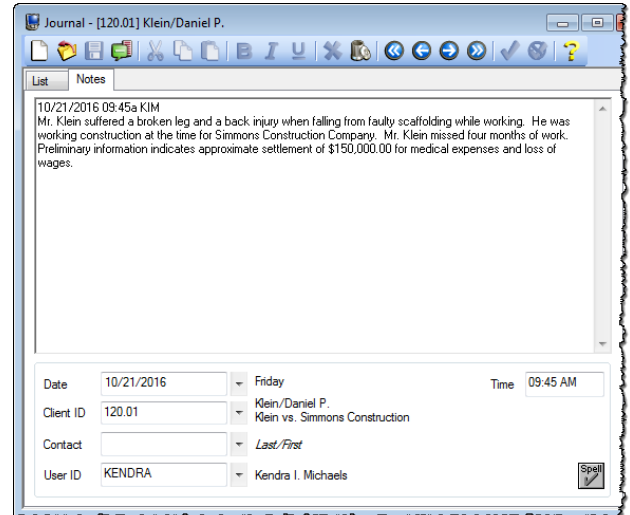 Journal - [120.01] Klein/Daniel P.
B I U
List Notes
10/21/2016 09:45a KIM
Mr. Klein suffered a broken leg and a back injury when falling from faulty scaffolding while working. He was
working construction at the time for Simmons Construction Company. Mr. Klein missed four months of work.
Preliminary information indicates approximate settlement of $150,000.00 for medical expenses and loss of
wages.
Date 10/21/2016 Friday Time 09:45 AM
Client ID 120.01 Klein/Daniel P.
Klein vs. Simmons Construction
Contact Last/First
User ID KENDRA Kendra I. Michaels Spell